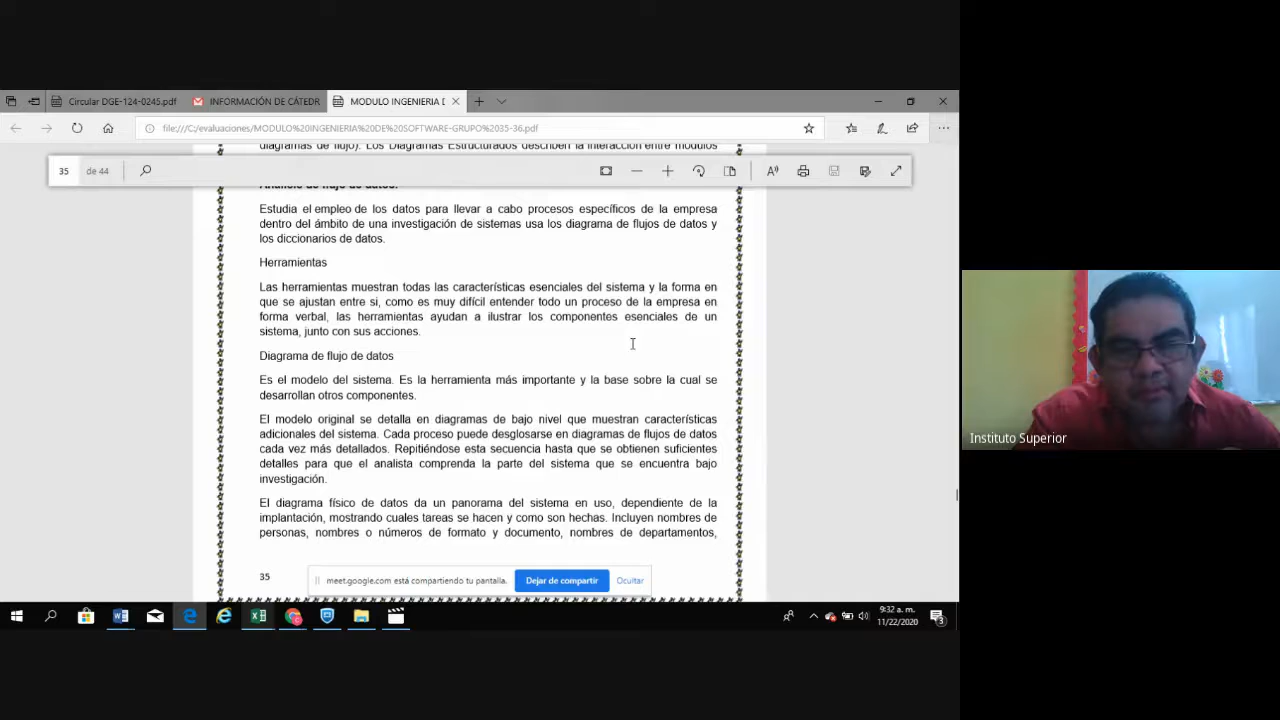 Circular DGE-124-0245.pdf
INFORMACIÓN DE CÁTEDR
MODULO INGENIERIA D
file:///C:/evaluaciones/MODULO%20INGENIERIA%20DE%20SOFTWARE-GRUPO%2035-36.pdf
diagramas de flujo). Los Diagramas Estructurados describen la interacción entre módulos
35 de 44
Análisis de flujo de datos.
Estudia el empleo de los datos para llevar a cabo procesos específicos de la empresa
dentro del ámbito de una investigación de sistemas usa los diagrama de flujos de datos y
los diccionarios de datos.
Herramientas
Las herramientas muestran todas las características esenciales del sistema y la forma en
que se ajustan entre si, como es muy difícil entender todo un proceso de la empresa en
forma verbal, las herramientas ayudan a ilustrar los componentes esenciales de un
sistema, junto con sus acciones.
Diagrama de flujo de datos
Es el modelo del sistema. Es la herramienta más importante y la base sobre la cual se
desarrollan otros componentes.
El modelo original se detalla en diagramas de bajo nivel que muestran características
adicionales del sistema. Cada proceso puede desglosarse en diagramas de flujos de datos
cada vez más detallados. Repitiéndose esta secuencia hasta que se obtienen suficientes
detalles para que el analista comprenda la parte del sistema que se encuentra bajo
investigación.
El diagrama físico de datos da un panorama del sistema en uso, dependiente de la
implantación, mostrando cuales tareas se hacen y como son hechas. Incluyen nombres de
personas, nombres o números de formato y documento, nombres de departamentos,
35
meet.google.com está compartiendo tu pantalla.
Dejar de compartir
Ocultar
Instituto Superior
9:32 a. m.
11/22/2020
3